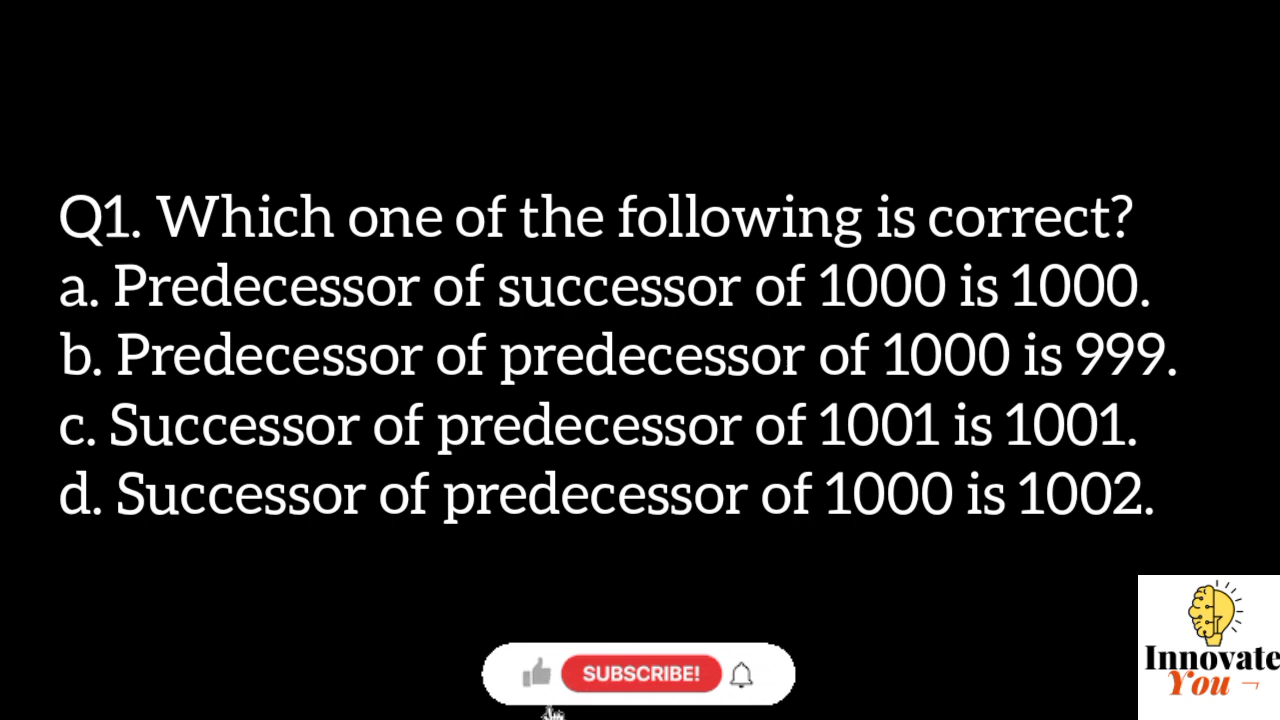 Q1. Which one of the following is correct?
a. Predecessor of successor of 1000 is 1000.
b. Predecessor of predecessor of 1000 is 999.
c. Successor of predecessor of 1001 is 1001.
d. Successor of predecessor of 1000 is 1002.
SUBSCRIBE!
Innovate
You